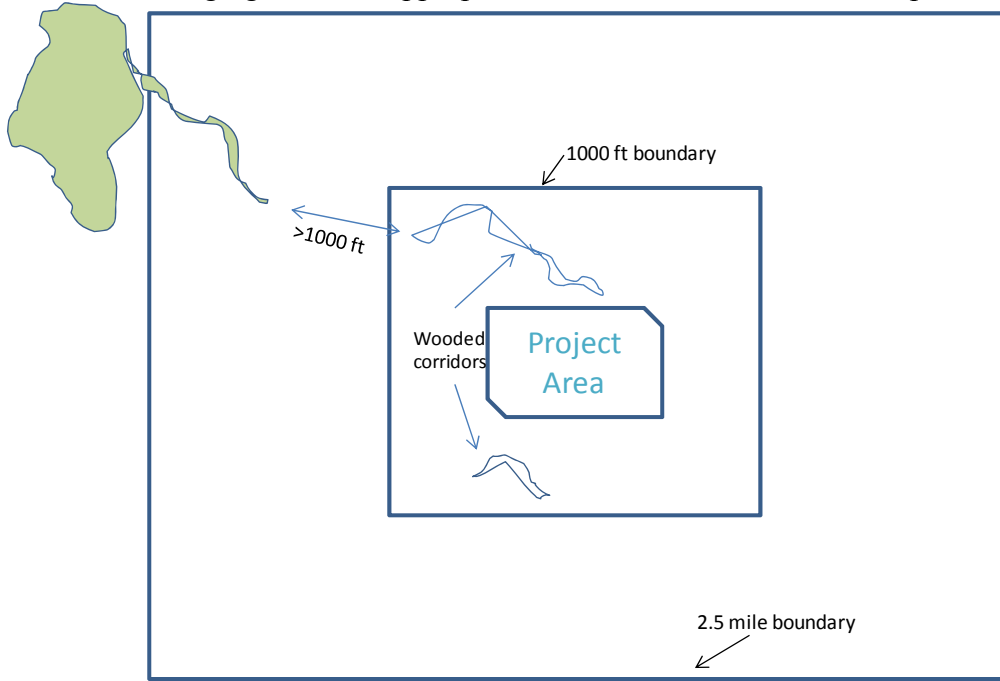 1000 ft boundary
>1000 ft
Wooded
corridors
Project
Area
2.5 mile boundary